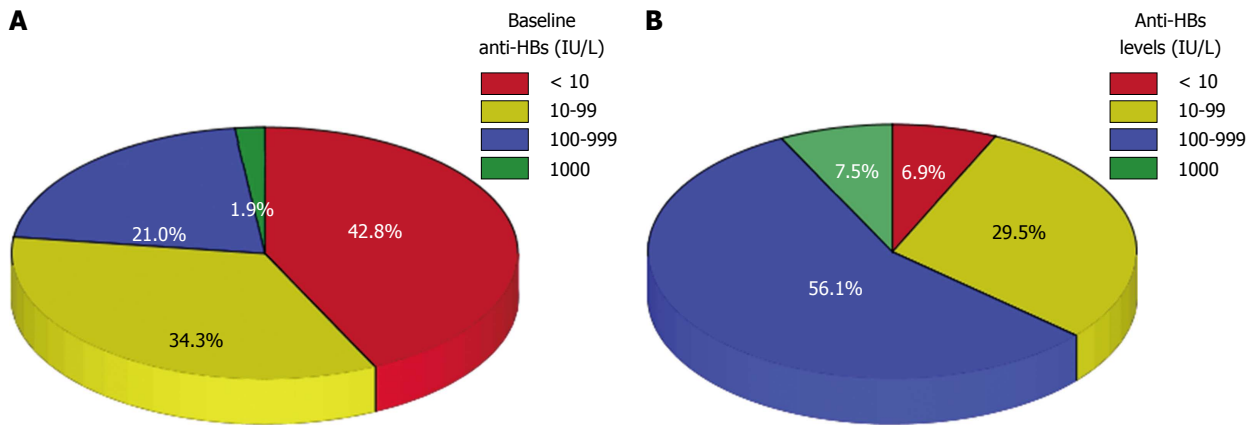 A
Baseline
anti-HBs (IU/L)
< 10
10-99
100-999
1000
1.9%
21.0%
42.8%
34.3%
B
Anti-HBs
levels (IU/L)
< 10
10-99
100-999
1000
7.5%
6.9%
29.5%
56.1%